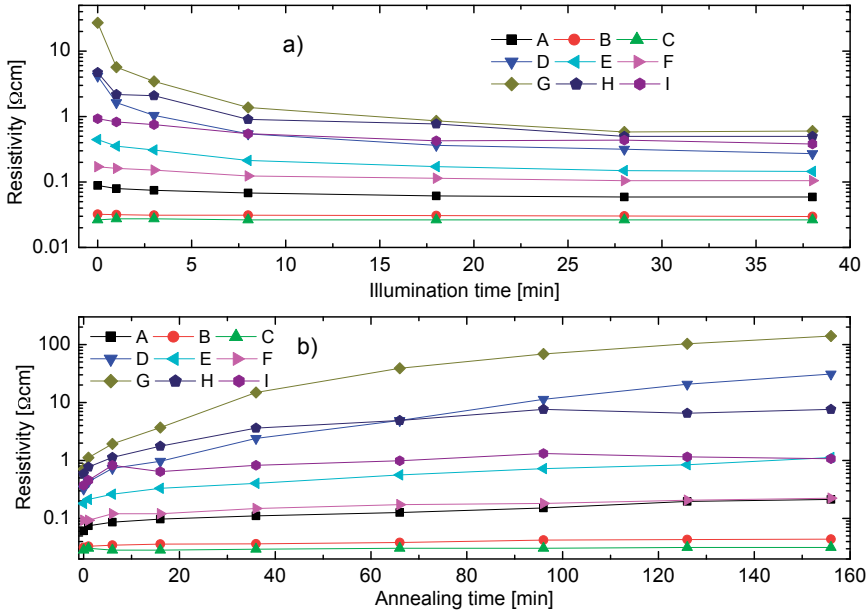 a)
A B C
D E F
G H I
10
1
0.1
0.01
Resistivity [Ωcm]
0 5 10 15 20 25 30 35 40
Illumination time [min]
b)
A B C
D E F
G H I
100
10
1
0.1
Resistivity [Ωcm]
0 20 40 60 80 100 120 140 160
Annealing time [min]